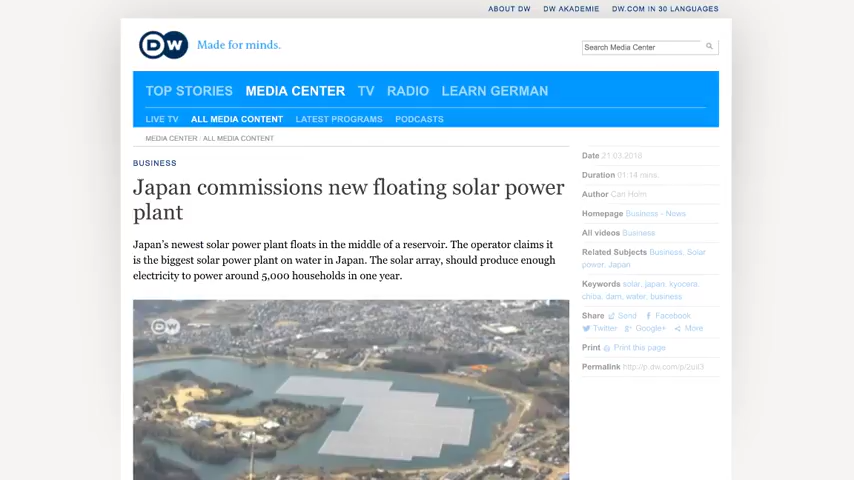 ABOUT DW DW AKADEMIE DW.COM IN 30 LANGUAGES
DW Made for minds.
Search Media Center
TOP STORIES MEDIA CENTER TV RADIO LEARN GERMAN
LIVE TV ALL MEDIA CONTENT LATEST PROGRAMS PODCASTS
MEDIA CENTER / ALL MEDIA CONTENT
BUSINESS
Japan commissions new floating solar power
plant
Japan's newest solar power plant floats in the middle of a reservoir. The operator claims it
is the biggest solar power plant on water in Japan. The solar array, should produce enough
electricity to power around 5,000 households in one year.
DW
Date 21.03.2018
Duration 01:14 mins.
Author Cari Holm
Homepage Business - News
All videos Business
Related Subjects Business, Solar
power, Japan
Keywords solar, japan, kyocera,
chiba, dam, water, business
Share Send Facebook
Twitter Google+ More
Print Print this page
Permalink http://p.dw.com/p/2uil3